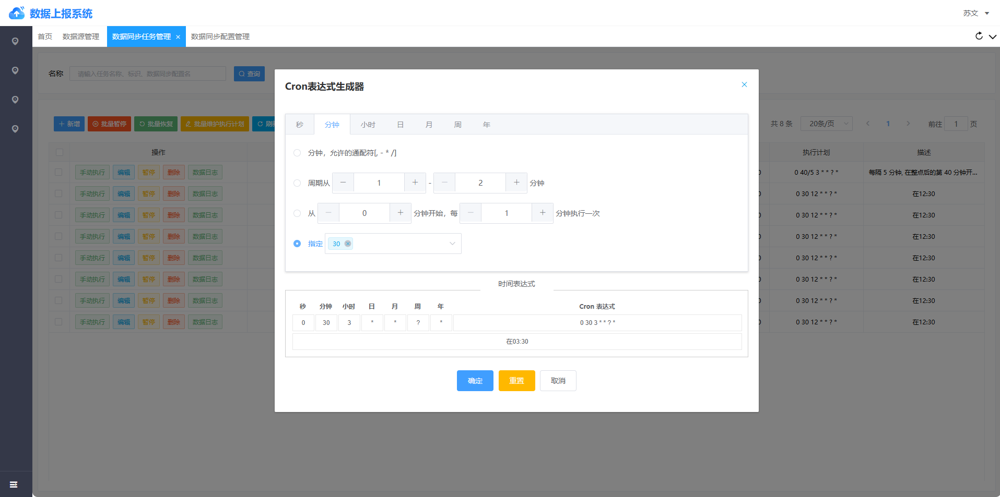 数据上报系统
苏文
首页 数据源管理 数据同步任务管理 × 数据同步配置管理
名称 请输入任务名称、标识、数据同步配置名 查询
新增 批量暂停 批量恢复 批量维护执行计划
共 8 条 20条/页 1 前往 1 页
操作 执行计划 描述
手动执行 编辑 暂停 删除 数据日志 0 40/5 3 * * ? * 每隔 5 分钟, 在整点后的第 40 分钟开...
手动执行 编辑 暂停 删除 数据日志 0 30 12 * * ? * 在12:30
手动执行 编辑 暂停 删除 数据日志 0 30 12 * * ? * 在12:30
手动执行 编辑 暂停 删除 数据日志 0 30 12 * * ? * 在12:30
手动执行 编辑 暂停 删除 数据日志 0 30 12 * * ? * 在12:30
手动执行 编辑 暂停 删除 数据日志 0 30 12 * * ? * 在12:30
手动执行 编辑 暂停 删除 数据日志 0 30 12 * * ? * 在12:30
手动执行 编辑 暂停 删除 数据日志 0 30 12 * * ? * 在12:30
Cron表达式生成器
秒 分钟 小时 日 月 周 年
分钟，允许的通配符[, - * /]
周期从 − 1 + - − 2 + 分钟
从 − 0 + 分钟开始，每 − 1 + 分钟执行一次
指定 30
时间表达式
秒 分钟 小时 日 月 周 年 Cron 表达式
0 30 3 * * ? * 0 30 3 * * ? *
在03:30
确定 重置 取消